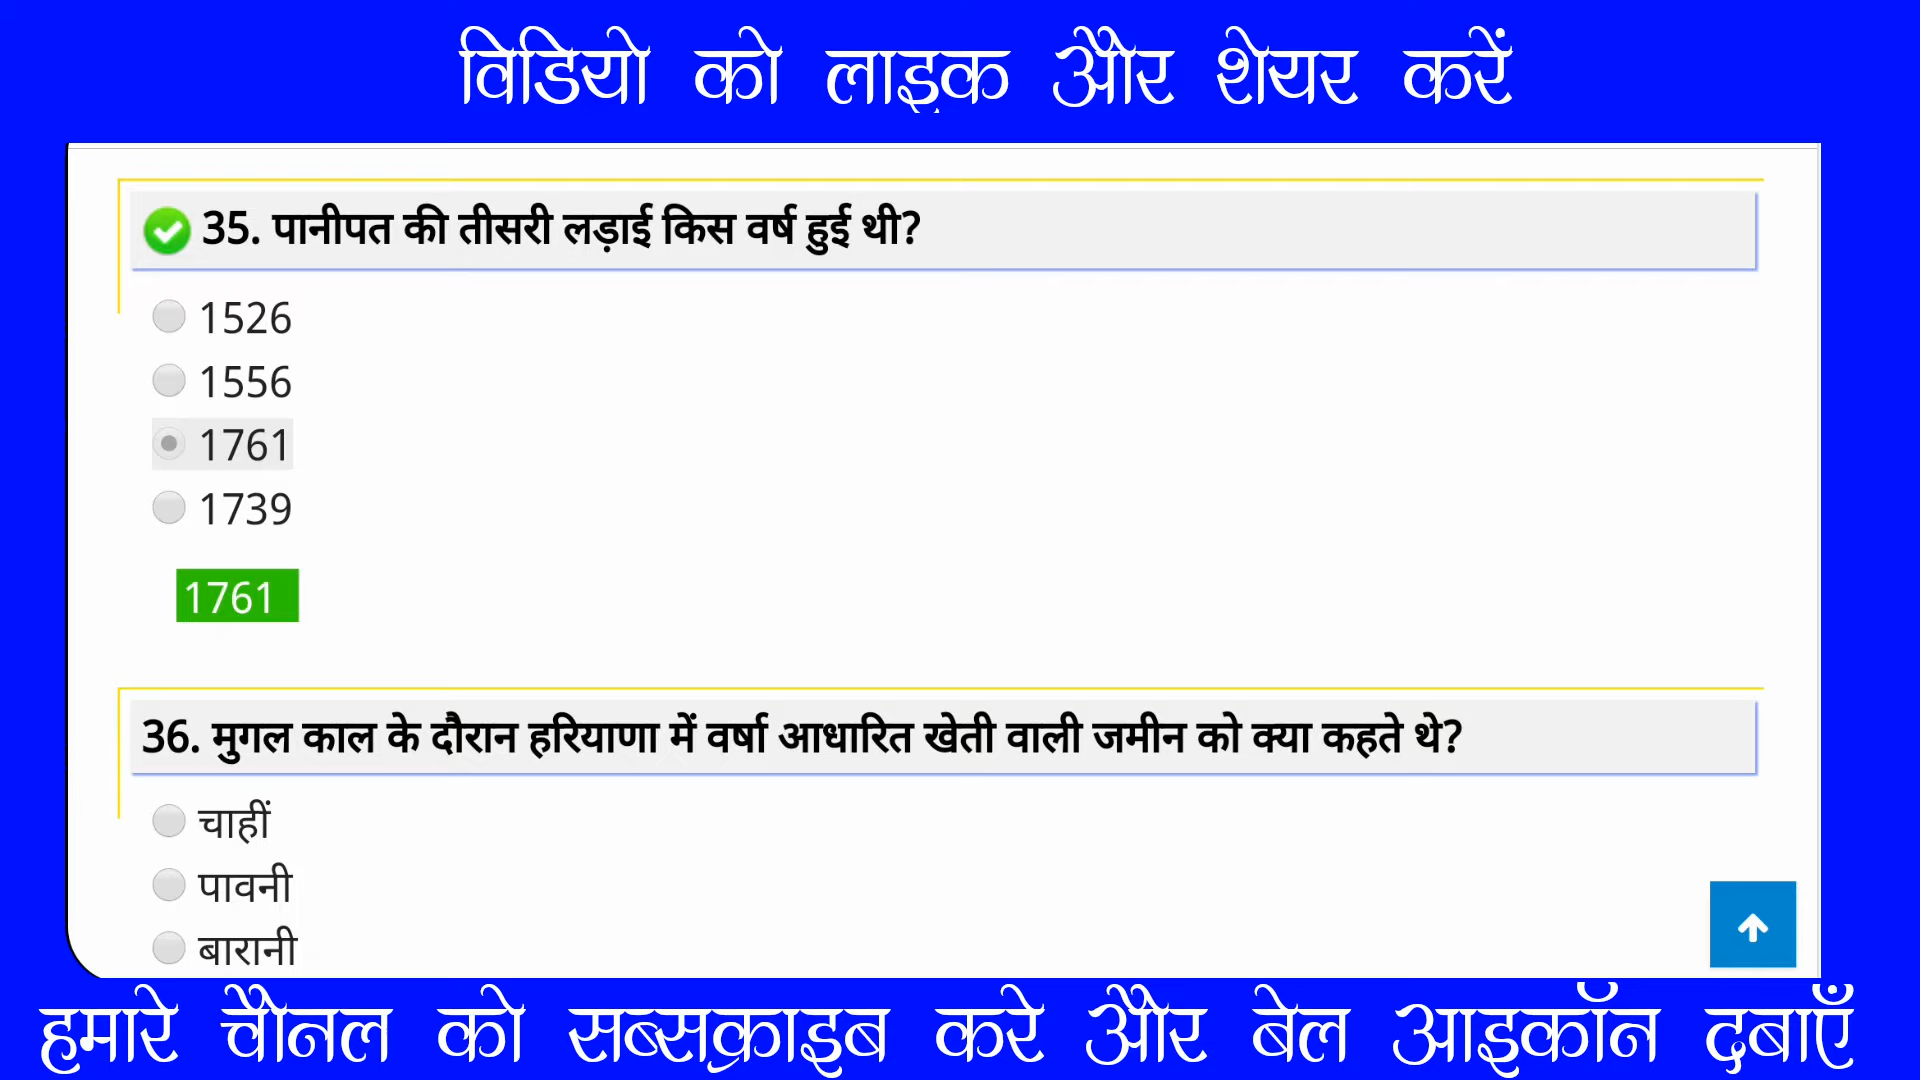 विडियो को लाइक और शेयर करें
35. पानीपत की तीसरी लड़ाई किस वर्ष हुई थी?
1526
1556
1761
1739
1761
36. मुगल काल के दौरान हरियाणा में वर्षा आधारित खेती वाली जमीन को क्या कहते थे?
चाहीं
पावनी
बारानी
हमारे चैानल को सब्सक्राइब करे और बेल आइकॉन दबाएँ